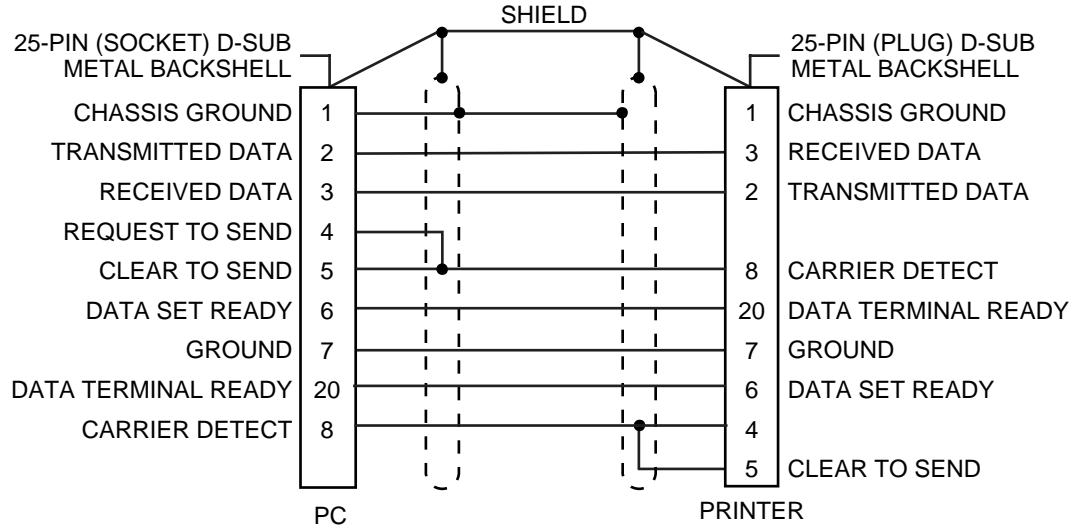 SHIELD
25-PIN (SOCKET) D-SUB
METAL BACKSHELL
25-PIN (PLUG) D-SUB
METAL BACKSHELL
CHASSIS GROUND 1 1 CHASSIS GROUND
TRANSMITTED DATA 2 3 RECEIVED DATA
RECEIVED DATA 3 2 TRANSMITTED DATA
REQUEST TO SEND 4
CLEAR TO SEND 5 8 CARRIER DETECT
DATA SET READY 6 20 DATA TERMINAL READY
GROUND 7 7 GROUND
DATA TERMINAL READY 20 6 DATA SET READY
CARRIER DETECT 8 4
5 CLEAR TO SEND
PC
PRINTER